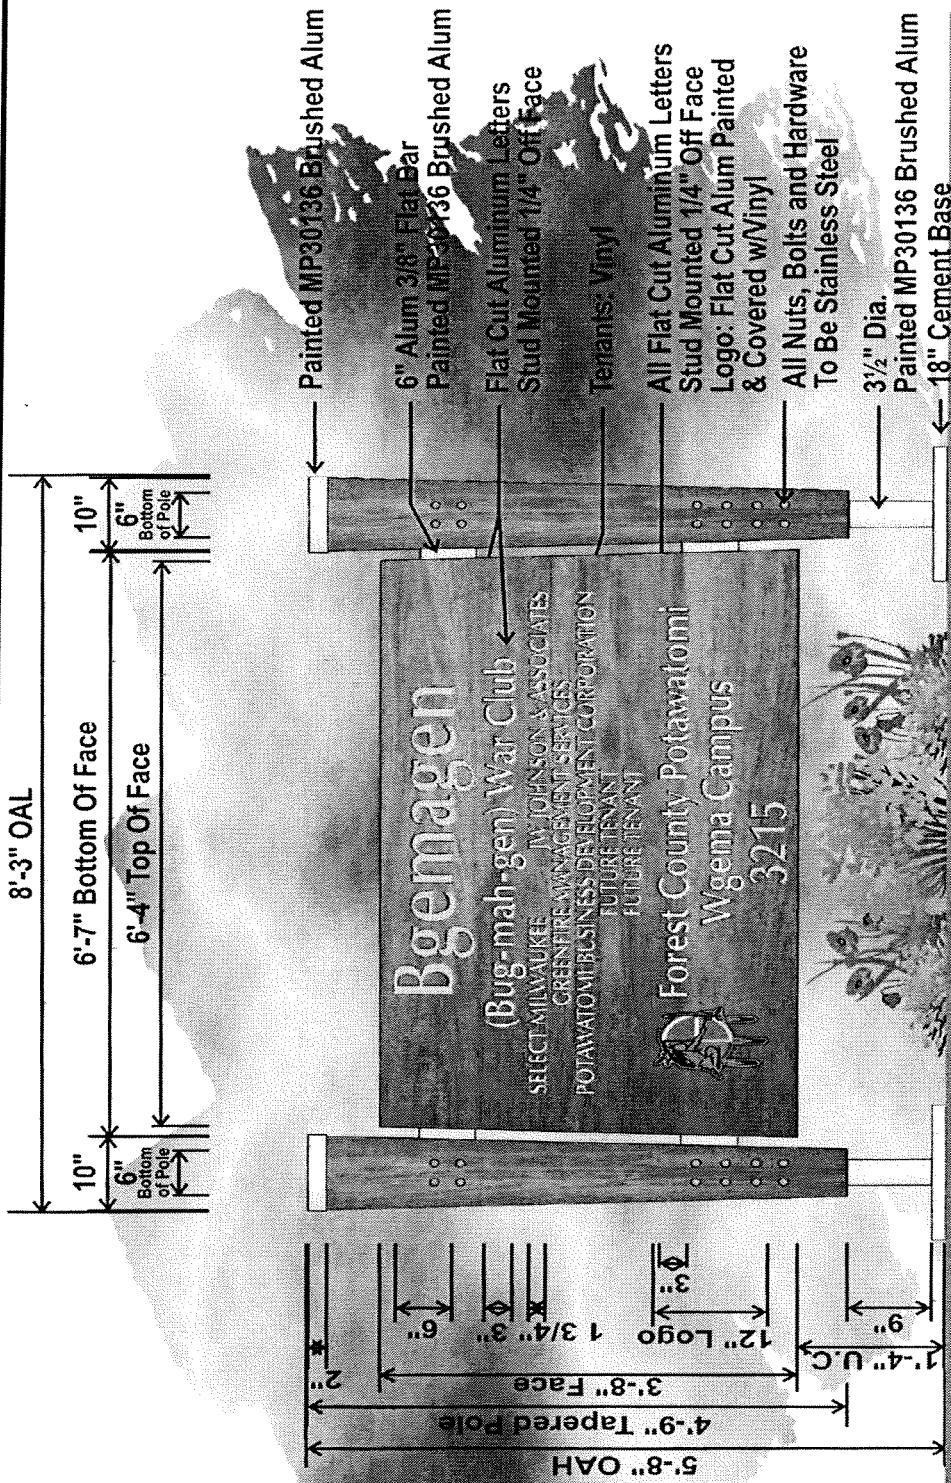 8'-3" OAL
6'-7" Bottom Of Face
6'-4" Top Of Face
10"
6"
Bottom
of Pole
10"
6"
Bottom
of Pole
Painted MP30136 Brushed Alum
6" Alum 3/8" Flat Bar
Painted MP30136 Brushed Alum
Flat Cut Aluminum Letters
Stud Mounted 1/4" Off Face
Tenants: Vinyl
All Flat Cut Aluminum Letters
Stud Mounted 1/4" Off Face
Logo: Flat Cut Alum Painted
& Covered w/Vinyl
All Nuts, Bolts and Hardware
To Be Stainless Steel
3½" Dia.
Painted MP30136 Brushed Alum
18" Cement Base
Bgemagen
(Bug-mah-gen) War Club
SELECT MILWAUKEE JW JOHNSON & ASSOCIATES
GREENFIRE MANAGEMENT SERVICES
POTAWATOMI BUSINESS DEVELOPMENT CORPORATION
FUTURE TENANT
FUTURE TENANT
Forest County Potawatomi
Wgema Campus
3215
2"
6"
3"
1 3/4"
3"
12" Logo
9"
1'-4" U.C
3'-8" Face
4'-9" Tapered Pole
5'-8" OAH